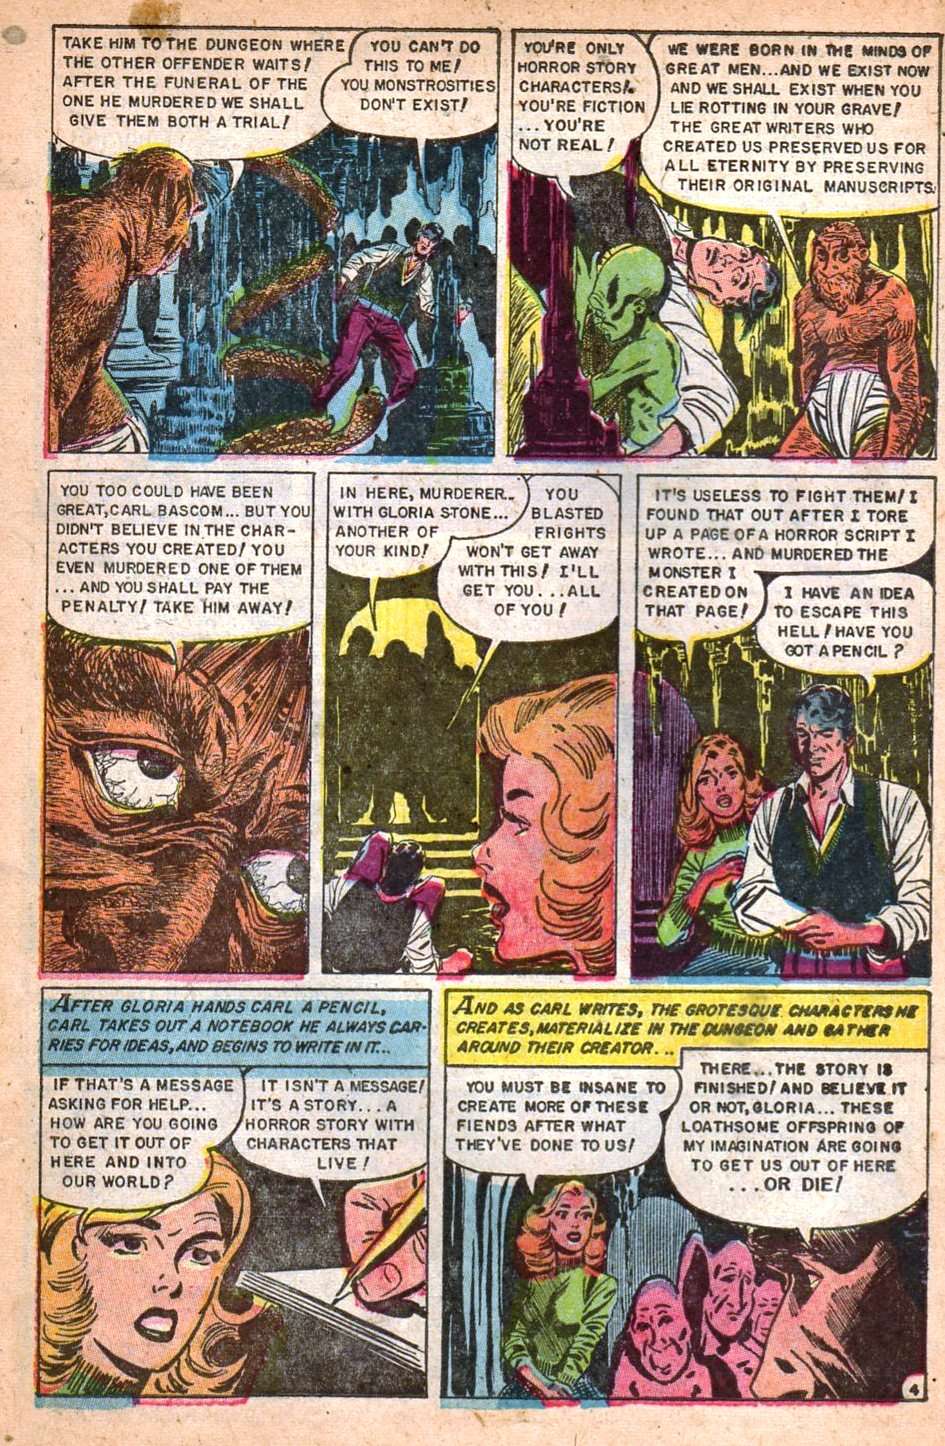 TAKE HIM TO THE DUNGEON WHERE
THE OTHER OFFENDER WAITS!
AFTER THE FUNERAL OF THE
ONE HE MURDERED WE SHALL
GIVE THEM BOTH A TRIAL!
YOU CAN'T DO
THIS TO ME!
YOU MONSTROSITIES
DON'T EXIST!
YOU'RE ONLY
HORROR STORY
CHARACTERS!
YOU'RE FICTION
...YOU'RE
NOT REAL!
WE WERE BORN IN THE MINDS OF
GREAT MEN...AND WE EXIST NOW
AND WE SHALL EXIST WHEN YOU
LIE ROTTING IN YOUR GRAVE!
THE GREAT WRITERS WHO
CREATED US PRESERVED US FOR
ALL ETERNITY BY PRESERVING
THEIR ORIGINAL MANUSCRIPTS.
YOU TOO COULD HAVE BEEN
GREAT, CARL BASCOM... BUT YOU
DIDN'T BELIEVE IN THE CHAR-
ACTERS YOU CREATED! YOU
EVEN MURDERED ONE OF THEM
...AND YOU SHALL PAY THE
PENALTY! TAKE HIM AWAY!
IN HERE, MURDERER..
WITH GLORIA STONE...
ANOTHER OF
YOUR KIND!
YOU
BLASTED
FRIGHTS
WON'T GET AWAY
WITH THIS! I'LL
GET YOU...ALL
OF YOU!
IT'S USELESS TO FIGHT THEM! I
FOUND THAT OUT AFTER I TORE
UP A PAGE OF A HORROR SCRIPT I
WROTE... AND MURDERED THE
MONSTER I
CREATED ON
THAT PAGE!
I HAVE AN IDEA
TO ESCAPE THIS
HELL! HAVE YOU
GOT A PENCIL?
AFTER GLORIA HANDS CARL A PENCIL,
CARL TAKES OUT A NOTEBOOK HE ALWAYS CAR-
RIES FOR IDEAS, AND BEGINS TO WRITE IN IT...
IF THAT'S A MESSAGE
ASKING FOR HELP...
HOW ARE YOU GOING
TO GET IT OUT OF
HERE AND INTO
OUR WORLD?
IT ISN'T A MESSAGE!
IT'S A STORY... A
HORROR STORY WITH
CHARACTERS THAT
LIVE!
AND AS CARL WRITES, THE GROTESQUE CHARACTERS HE
CREATES, MATERIALIZE IN THE DUNGEON AND GATHER
AROUND THEIR CREATOR...
YOU MUST BE INSANE TO
CREATE MORE OF THESE
FIENDS AFTER WHAT
THEY'VE DONE TO US!
THERE...THE STORY IS
FINISHED! AND BELIEVE IT
OR NOT, GLORIA... THESE
LOATHSOME OFFSPRING OF
MY IMAGINATION ARE GOING
TO GET US OUT OF HERE
...OR DIE!
4